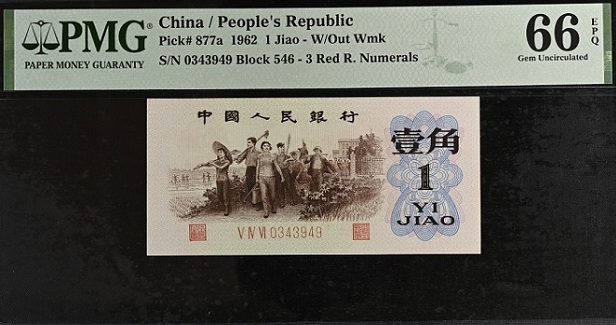 PMG
PAPER MONEY GUARANTY
China / People's Republic
Pick# 877a 1962 1 Jiao - W/Out Wmk
S/N 0343949 Block 546 - 3 Red R. Numerals
66 EPQ
Gem Uncirculated
中國人民銀行
壹角
1
YI
JIAO
V IV VI 0343949